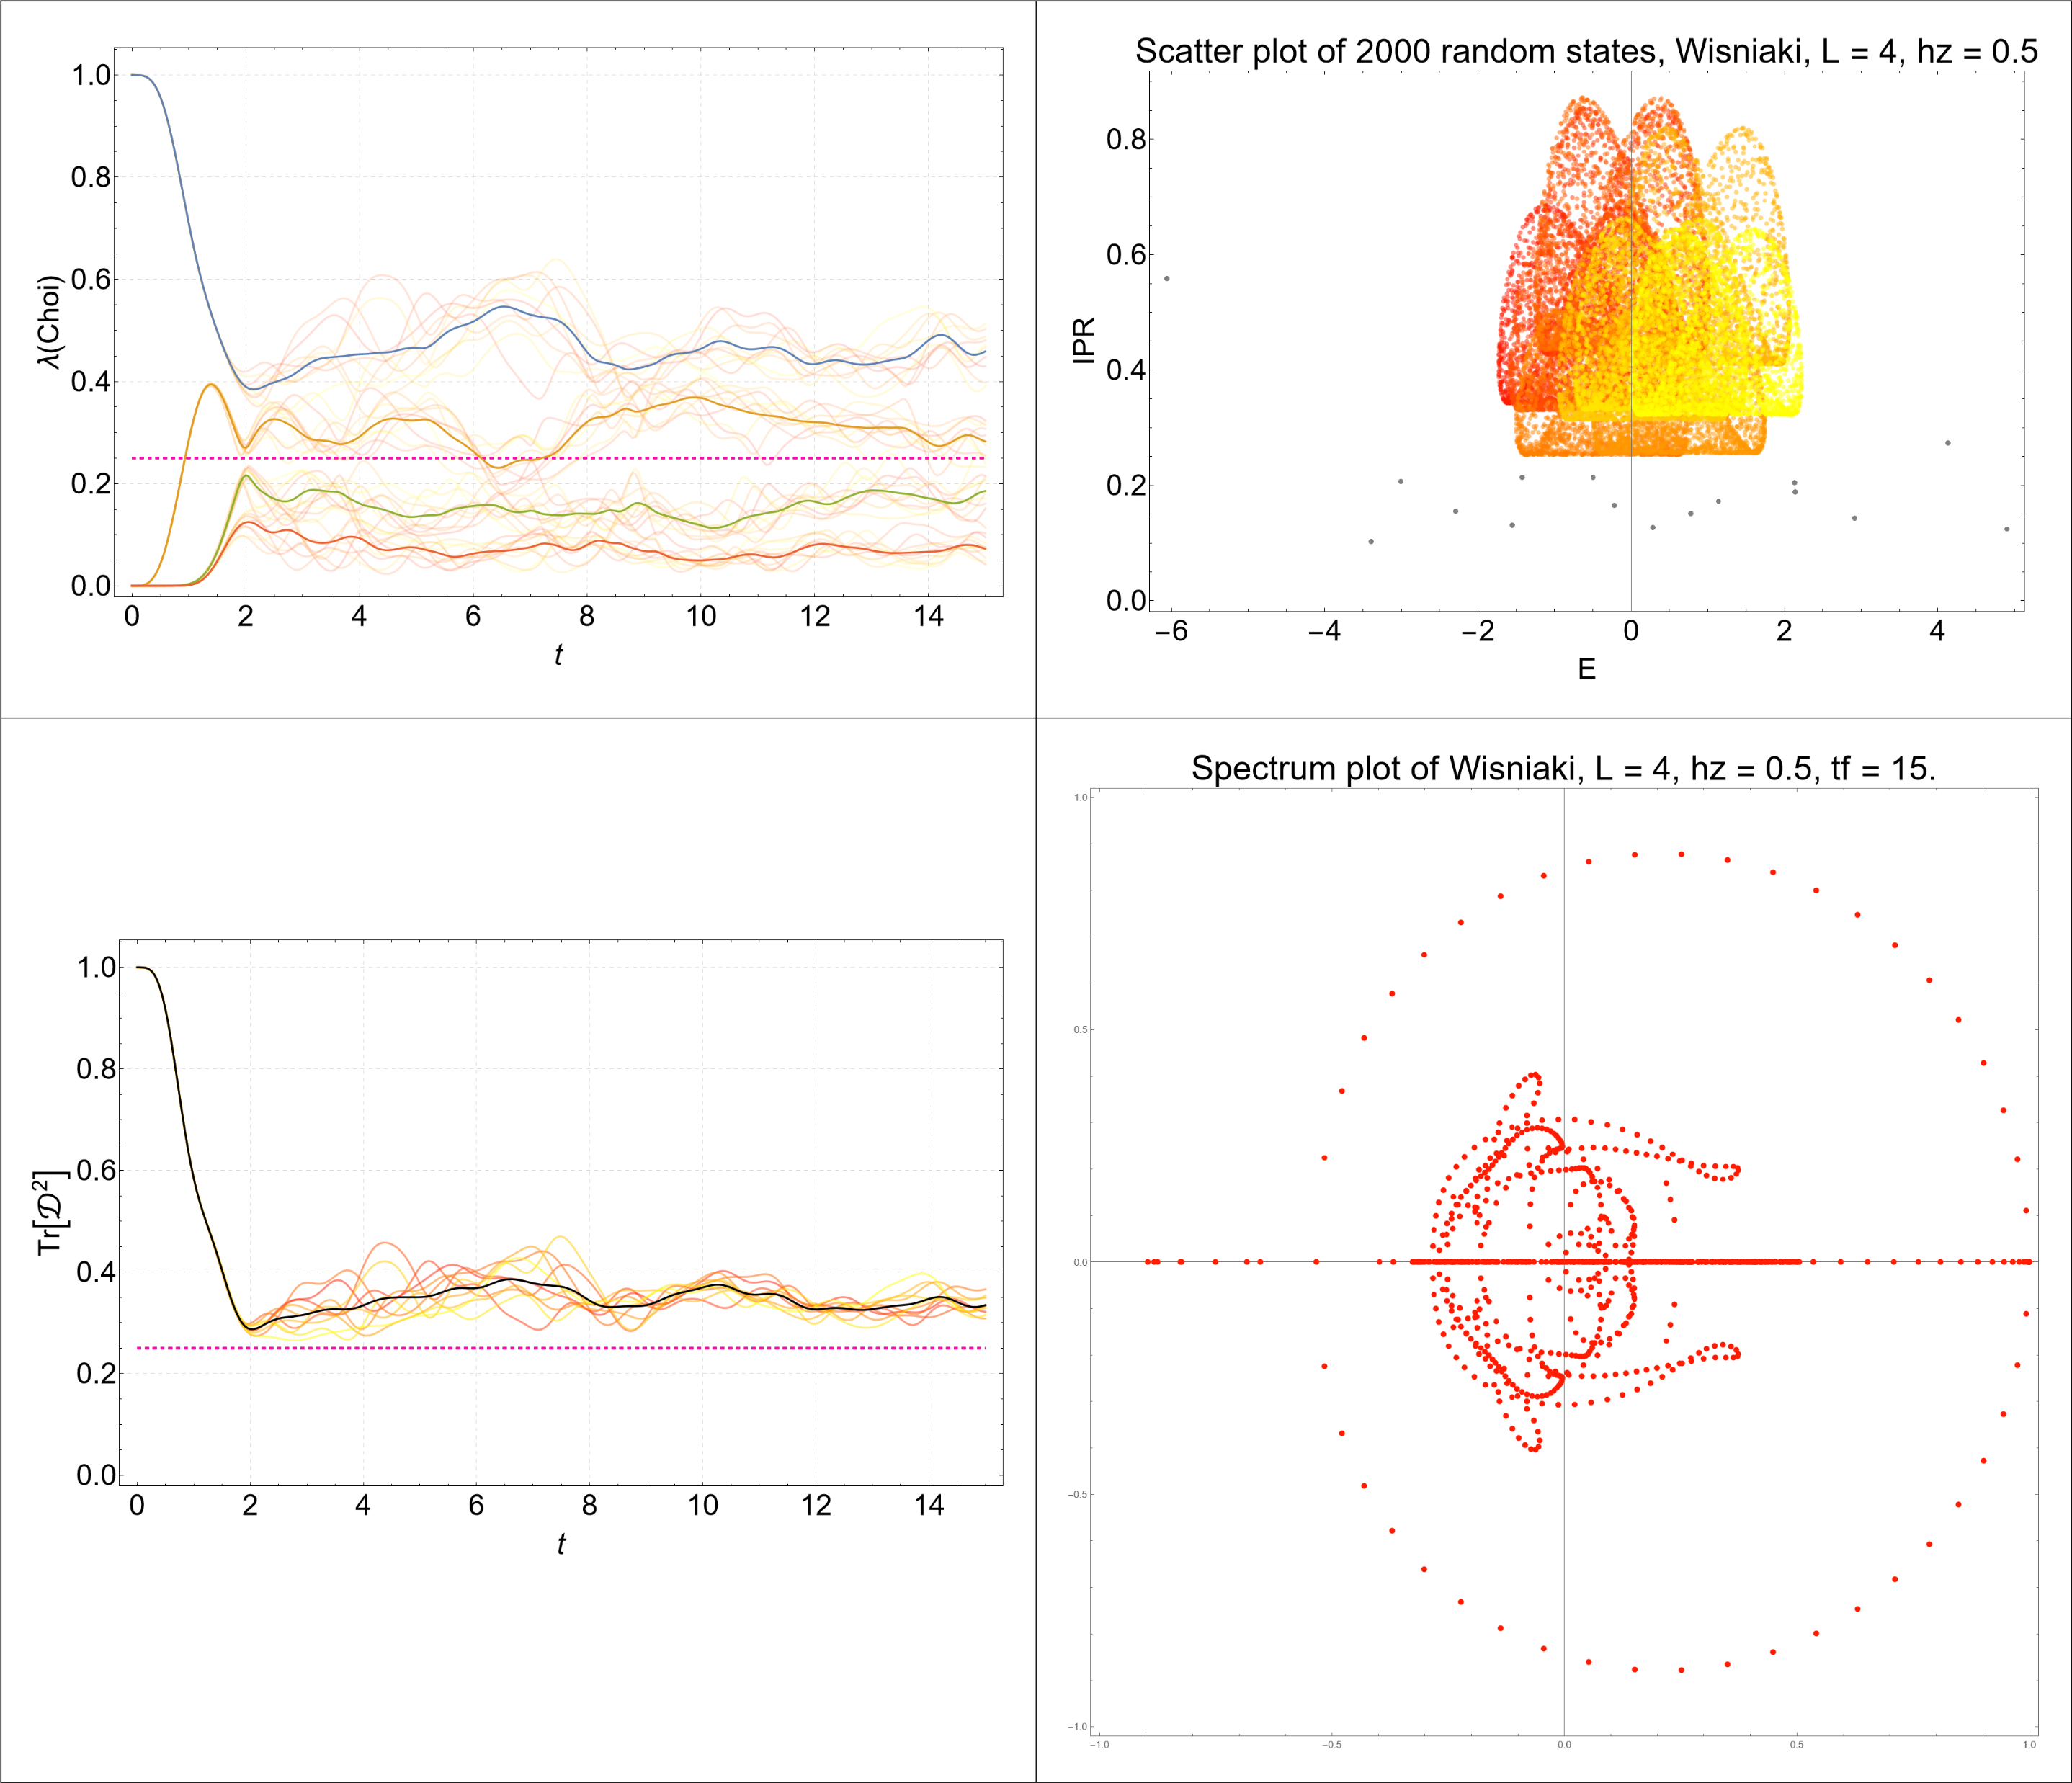 1.0
0.8
0.6
0.4
0.2
0.0
λ(Choi)
0 2 4 6 8 10 12 14
t
Scatter plot of 2000 random states, Wisniaki, L = 4, hz = 0.5
0.8
0.6
0.4
0.2
0.0
IPR
−6 −4 −2 0 2 4
E
1.0
0.8
0.6
0.4
0.2
0.0
Tr[𝒟²]
0 2 4 6 8 10 12 14
t
Spectrum plot of Wisniaki, L = 4, hz = 0.5, tf = 15.
1.0
0.5
0.0
−0.5
−1.0
−1.0 −0.5 0.0 0.5 1.0